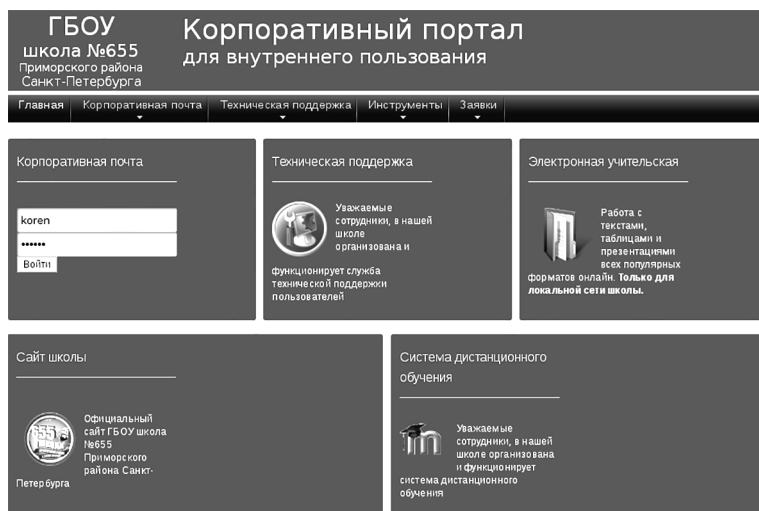 ГБОУ
школа №655
Приморского района
Санкт-Петербурга
Корпоративный портал
для внутреннего пользования
Главная Корпоративная почта Техническая поддержка Инструменты Заявки
Корпоративная почта
koren
••••••
Войти
Техническая поддержка
Уважаемые
сотрудники, в нашей
школе
организована и
функционирует служба
технической поддержки
пользователей
Электронная учительская
Работа с
текстами,
таблицами и
презентациями
всех популярных
форматов онлайн. Только для
локальной сети школы.
Сайт школы
655
Официальный
сайт ГБОУ школа
№655
Приморского
района Санкт-
Петербурга
Система дистанционного
обучения
m
Уважаемые
сотрудники, в нашей
школе организована
и функционирует
система дистанционного
обучения